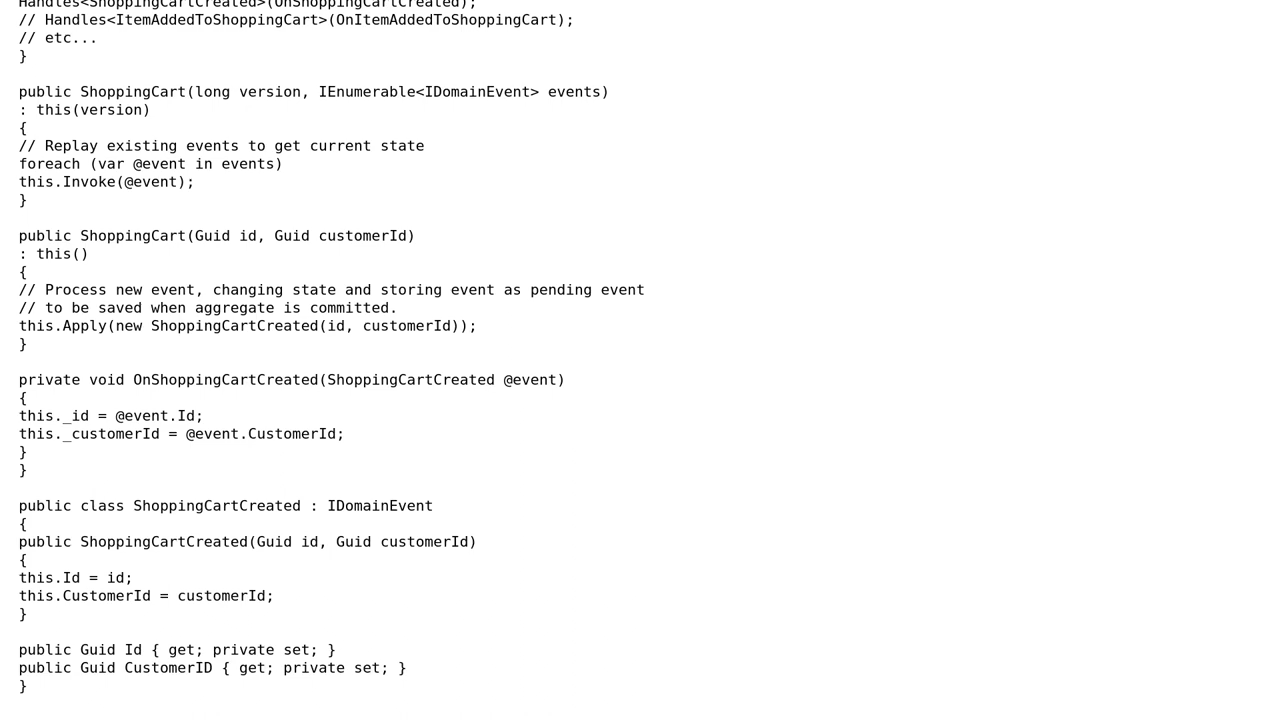 Handles<ShoppingCartCreated>(OnShoppingCartCreated);
// Handles<ItemAddedToShoppingCart>(OnItemAddedToShoppingCart);
// etc...
}

public ShoppingCart(long version, IEnumerable<IDomainEvent> events)
: this(version)
{
// Replay existing events to get current state
foreach (var @event in events)
this.Invoke(@event);
}

public ShoppingCart(Guid id, Guid customerId)
: this()
{
// Process new event, changing state and storing event as pending event
// to be saved when aggregate is committed.
this.Apply(new ShoppingCartCreated(id, customerId));
}

private void OnShoppingCartCreated(ShoppingCartCreated @event)
{
this._id = @event.Id;
this._customerId = @event.CustomerId;
}
}

public class ShoppingCartCreated : IDomainEvent
{
public ShoppingCartCreated(Guid id, Guid customerId)
{
this.Id = id;
this.CustomerId = customerId;
}

public Guid Id { get; private set; }
public Guid CustomerID { get; private set; }
}